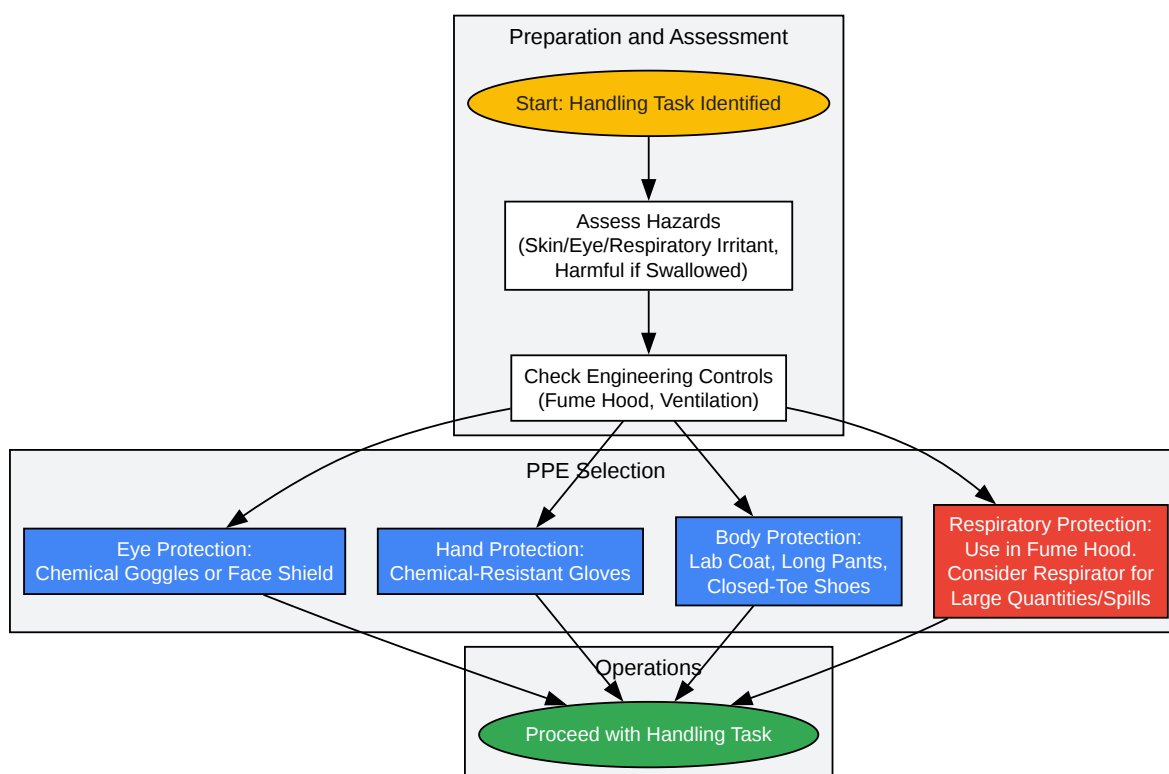 Preparation and Assessment
Start: Handling Task Identified
Assess Hazards
(Skin/Eye/Respiratory Irritant,
Harmful if Swallowed)
Check Engineering Controls
(Fume Hood, Ventilation)
PPE Selection
Eye Protection:
Chemical Goggles or Face Shield
Hand Protection:
Chemical-Resistant Gloves
Body Protection:
Lab Coat, Long Pants,
Closed-Toe Shoes
Respiratory Protection:
Use in Fume Hood.
Consider Respirator for
Large Quantities/Spills
Operations
Proceed with Handling Task